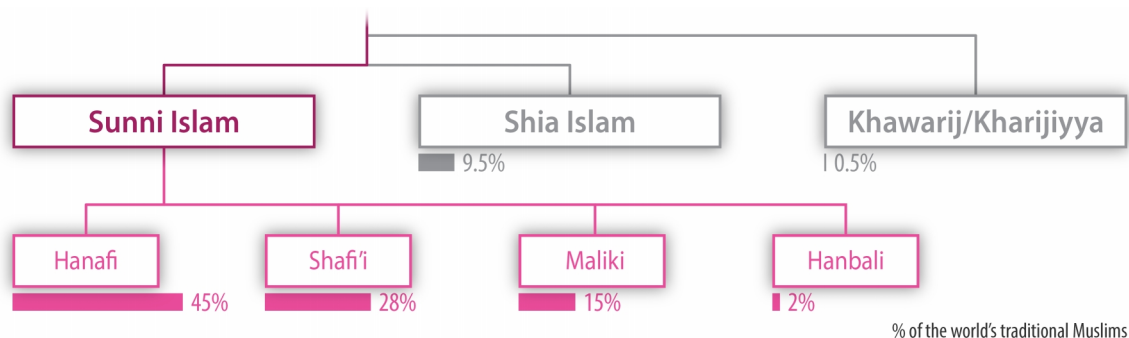 Sunni Islam
Shia Islam
Khawarij/Kharijiyya
9.5%
0.5%
Hanafi
Shafi'i
Maliki
Hanbali
45%
28%
15%
2%
% of the world's traditional Muslims